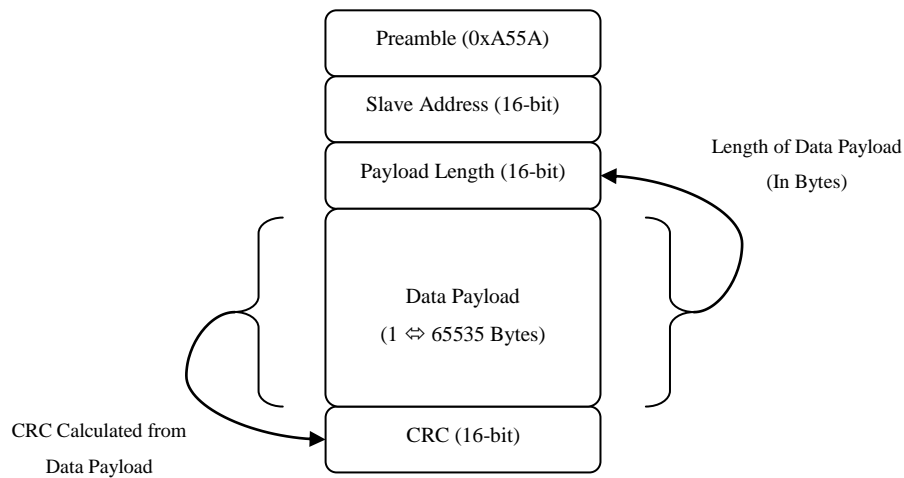 Preamble (0xA55A)
Slave Address (16-bit)
Payload Length (16-bit)
Length of Data Payload
(In Bytes)
Data Payload
(1 ⇔ 65535 Bytes)
CRC Calculated from
Data Payload
CRC (16-bit)